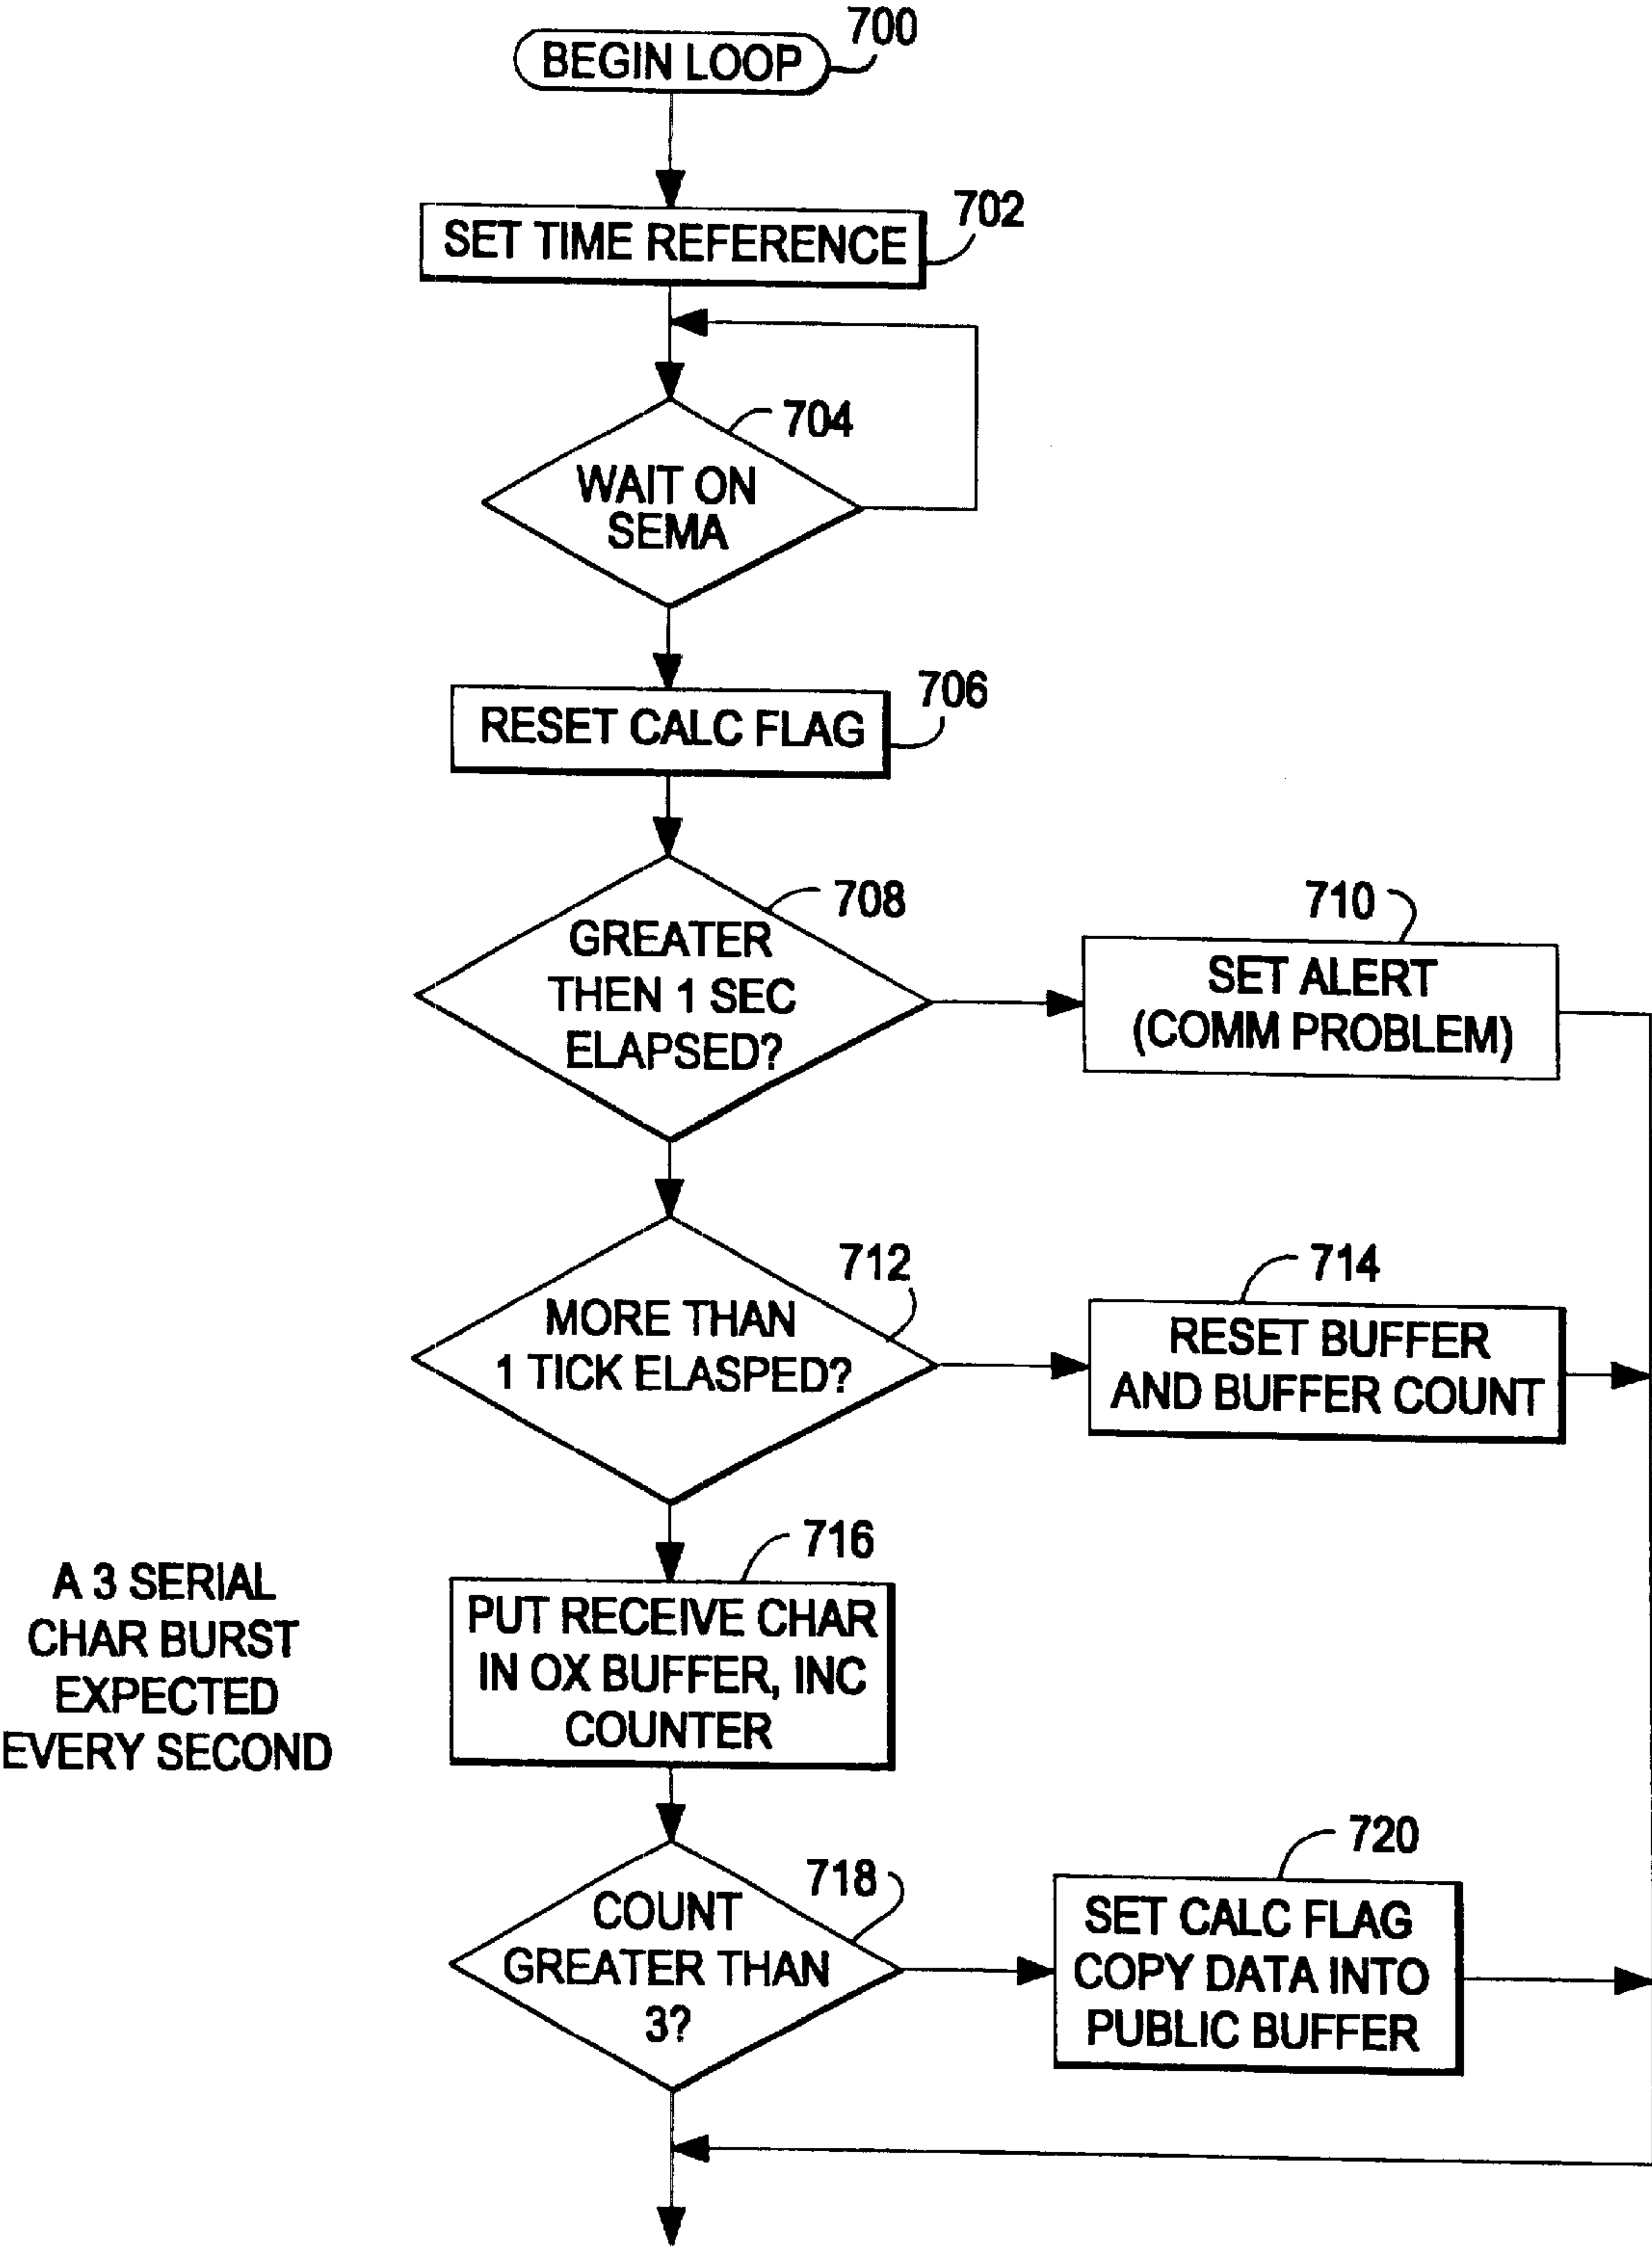 BEGIN LOOP
700
SET TIME REFERENCE
702
704
WAIT ON
SEMA
RESET CALC FLAG
706
708
GREATER
THEN 1 SEC
ELAPSED?
710
SET ALERT
(COMM PROBLEM)
712
MORE THAN
1 TICK ELASPED?
714
RESET BUFFER
AND BUFFER COUNT
A 3 SERIAL
CHAR BURST
EXPECTED
EVERY SECOND
716
PUT RECEIVE CHAR
IN OX BUFFER, INC
COUNTER
718
COUNT
GREATER THAN
3?
720
SET CALC FLAG
COPY DATA INTO
PUBLIC BUFFER